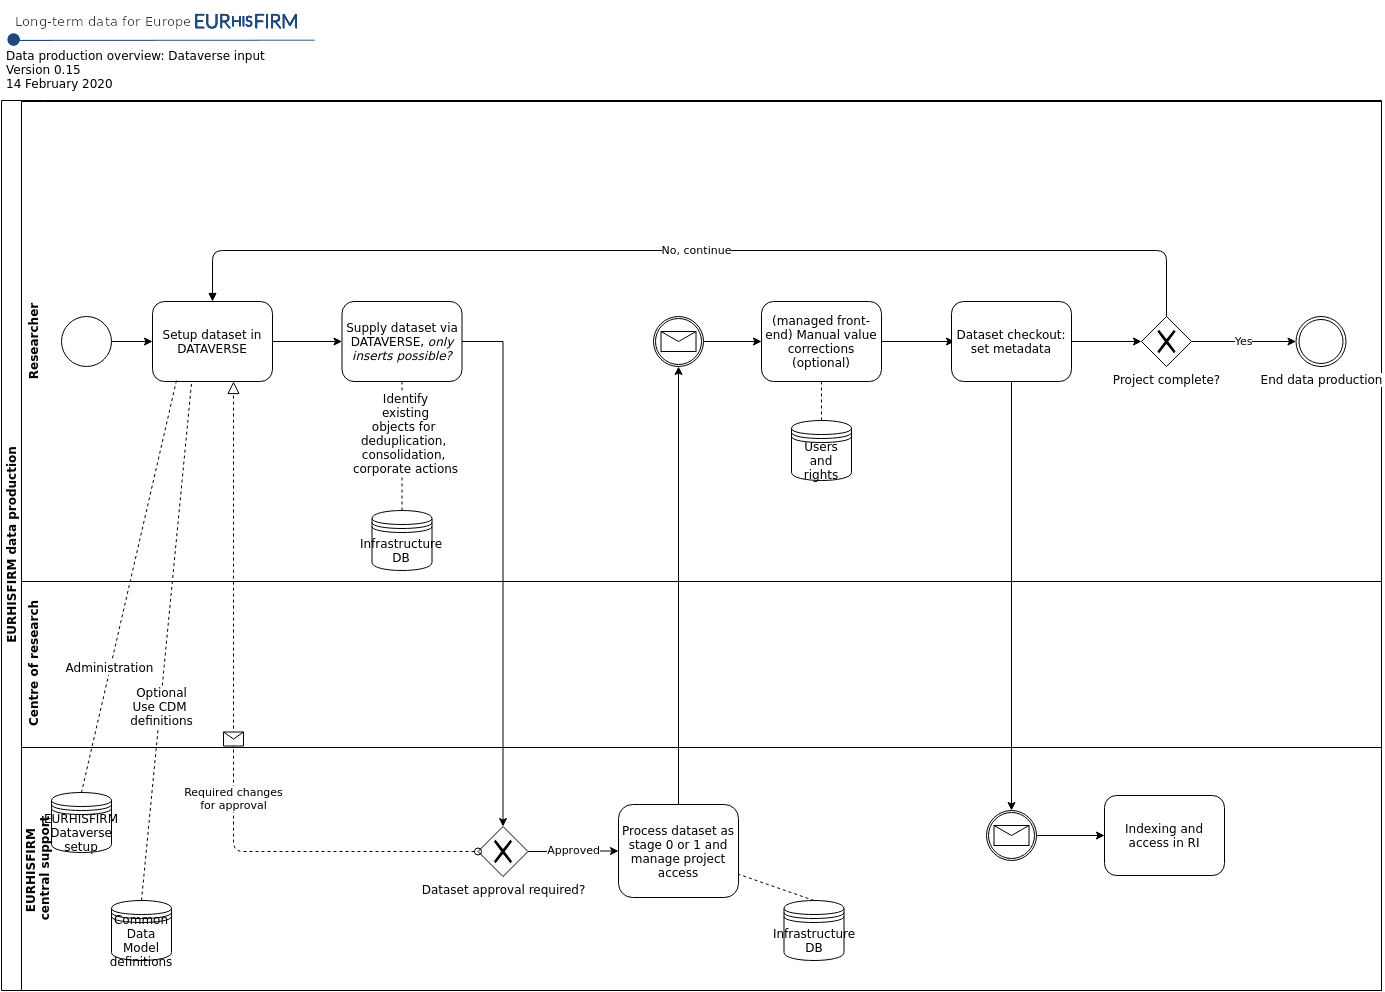 Long-term data for Europe EURHISFIRM
Data production overview: Dataverse input
Version 0.15
14 February 2020
EURHISFIRM data production
Researcher
No, continue
Setup dataset in
DATAVERSE
Supply dataset via
DATAVERSE, only
inserts possible?
(managed front-
end) Manual value
corrections
(optional)
Dataset checkout:
set metadata
Yes
Project complete?
End data production
Identify
existing
objects for
deduplication,
consolidation,
corporate actions
Users
and
rights
Infrastructure
DB
Centre of research
Administration
Optional
Use CDM
definitions
EURHISFIRM
central support
Required changes
for approval
EURHISFIRM
Dataverse
setup
Approved
Dataset approval required?
Process dataset as
stage 0 or 1 and
manage project
access
Indexing and
access in RI
Common
Data
Model
definitions
Infrastructure
DB